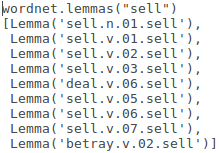 wordnet.lemmas("sell")
[Lemma('sell.n.01.sell'),
Lemma('sell.v.01.sell'),
Lemma('sell.v.02.sell'),
Lemma('sell.v.03.sell'),
Lemma('deal.v.06.sell'),
Lemma('sell.v.05.sell'),
Lemma('sell.v.06.sell'),
Lemma('sell.v.07.sell'),
Lemma('betray.v.02.sell')]